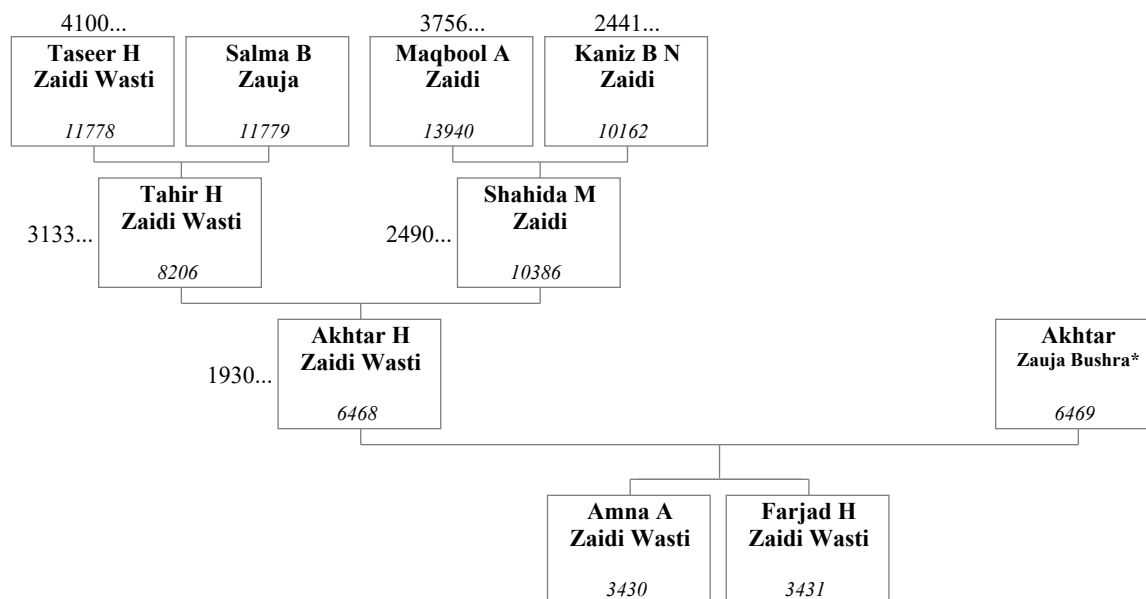 4100...
3756...
2441...
Taseer H
Zaidi Wasti
11778
Salma B
Zauja
11779
Maqbool A
Zaidi
13940
Kaniz B N
Zaidi
10162
3133...
Tahir H
Zaidi Wasti
8206
2490...
Shahida M
Zaidi
10386
1930...
Akhtar H
Zaidi Wasti
6468
Akhtar
Zauja Bushra*
6469
Amna A
Zaidi Wasti
3430
Farjad H
Zaidi Wasti
3431